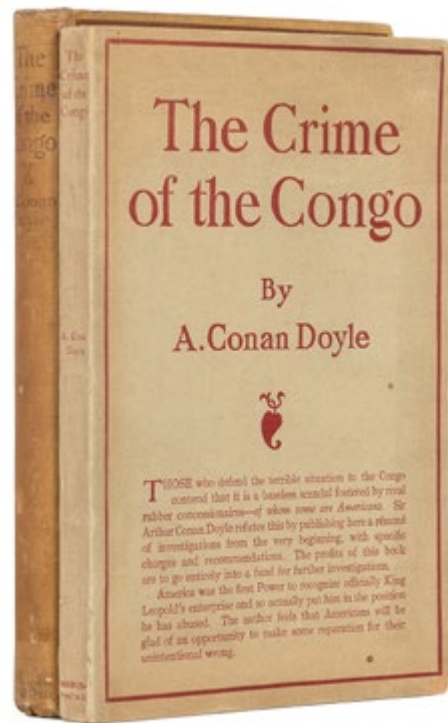 The
Crime
of the
Congo
Conan
Doyle
The
Crime
of the
Congo
A. Conan
Doyle
The Crime
of the Congo
By
A. Conan Doyle
THOSE who defend the terrible situation in the Congo
contend that it is a baseless scandal fostered by rival
rubber concessionaires—of whom some are Americans. Sir
Arthur Conan Doyle refutes this by publishing here a résumé
of investigations from the very beginning, with specific
charges and recommendations. The profits of this book
are to go entirely into a fund for further investigations.
America was the first Power to recognize officially King
Leopold's enterprise and so actually put him in the position
he has abused. The author feels that Americans will be
glad of an opportunity to make some reparation for their
unintentional wrong.